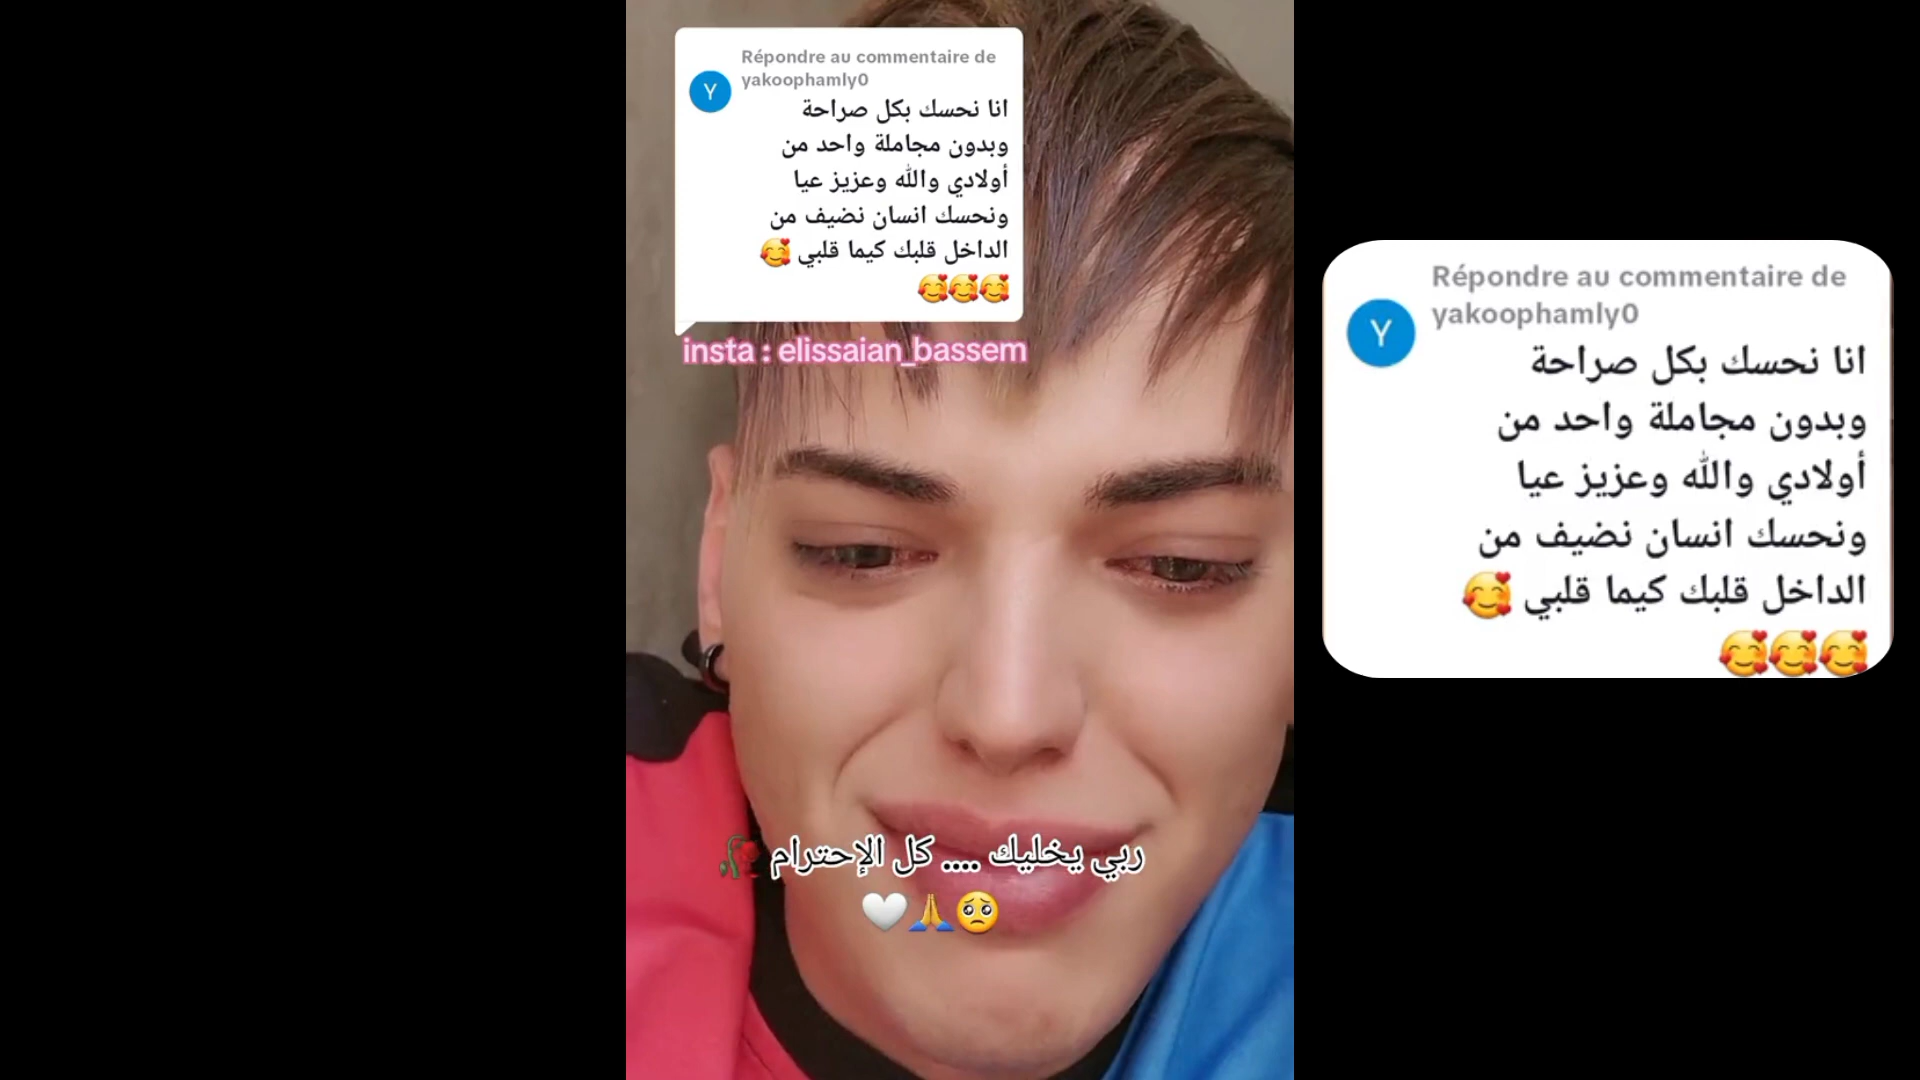 Répondre au commentaire de
yakoophamly0
Y
انا نحسك بكل صراحة
وبدون مجاملة واحد من
أولادي والله وعزيز عيا
ونحسك انسان نضيف من
الداخل قلبك كيما قلبي 🥰
🥰🥰🥰
insta : elissaian_bassem
ربي يخليك .... كل الإحترام 🥀
🥺🙏🤍
Répondre au commentaire de
yakoophamly0
Y
انا نحسك بكل صراحة
وبدون مجاملة واحد من
أولادي والله وعزيز عيا
ونحسك انسان نضيف من
الداخل قلبك كيما قلبي 🥰
🥰🥰🥰